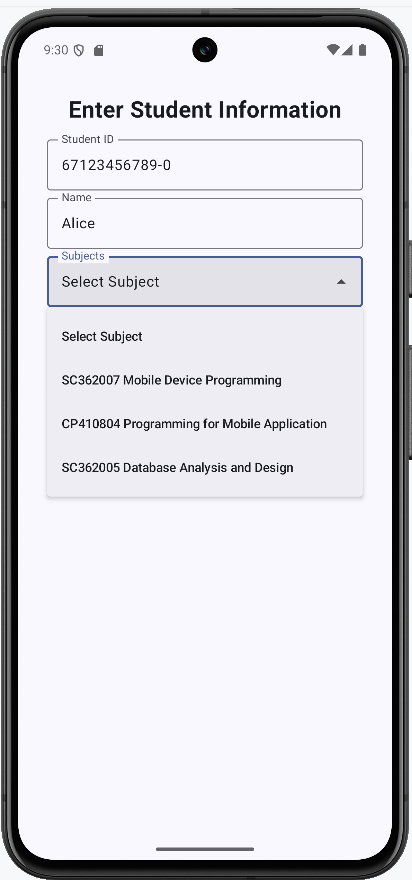 9:30
Enter Student Information
Student ID
67123456789-0
Name
Alice
Subjects
Select Subject
Select Subject
SC362007 Mobile Device Programming
CP410804 Programming for Mobile Application
SC362005 Database Analysis and Design